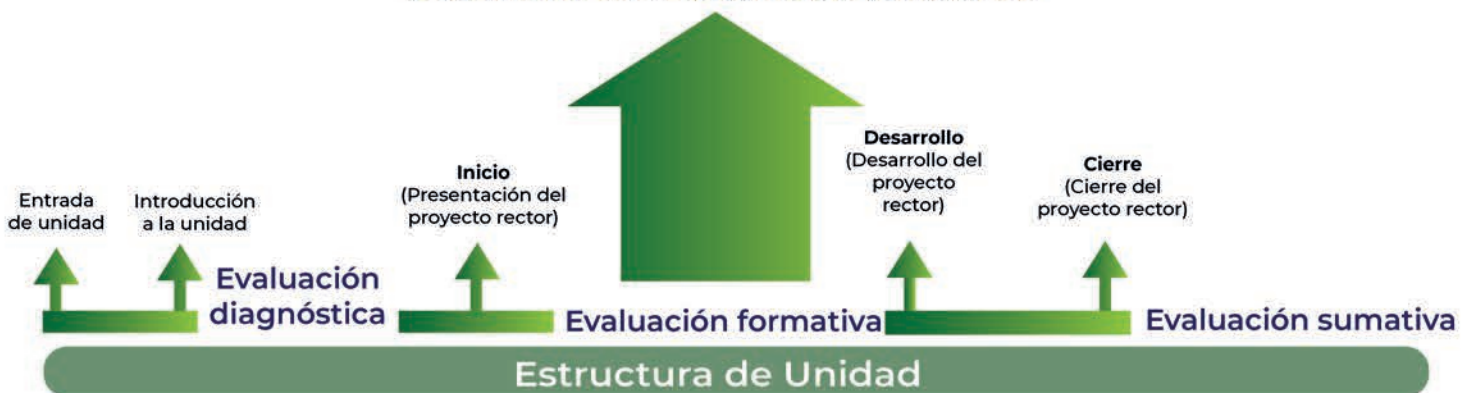 Entrada
de unidad
Introducción
a la unidad
Evaluación
diagnóstica
Inicio
(Presentación del
proyecto rector)
Evaluación formativa
Desarrollo
(Desarrollo del
proyecto
rector)
Cierre
(Cierre del
proyecto rector)
Evaluación sumativa
Estructura de Unidad